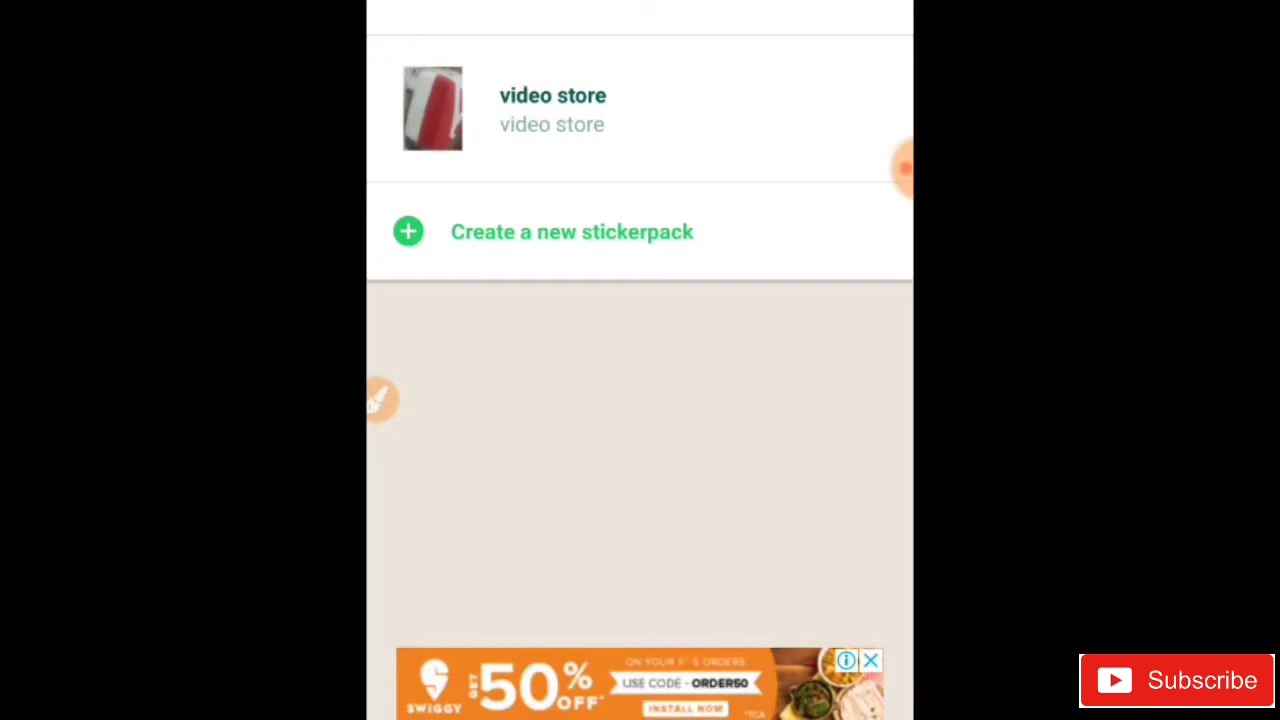 video store
video store
Create a new stickerpack
SWIGGY
GET
50% OFF*
ON YOUR 1ST 5 ORDERS
USE CODE - ORDER50
INSTALL NOW
*T&CA
Subscribe